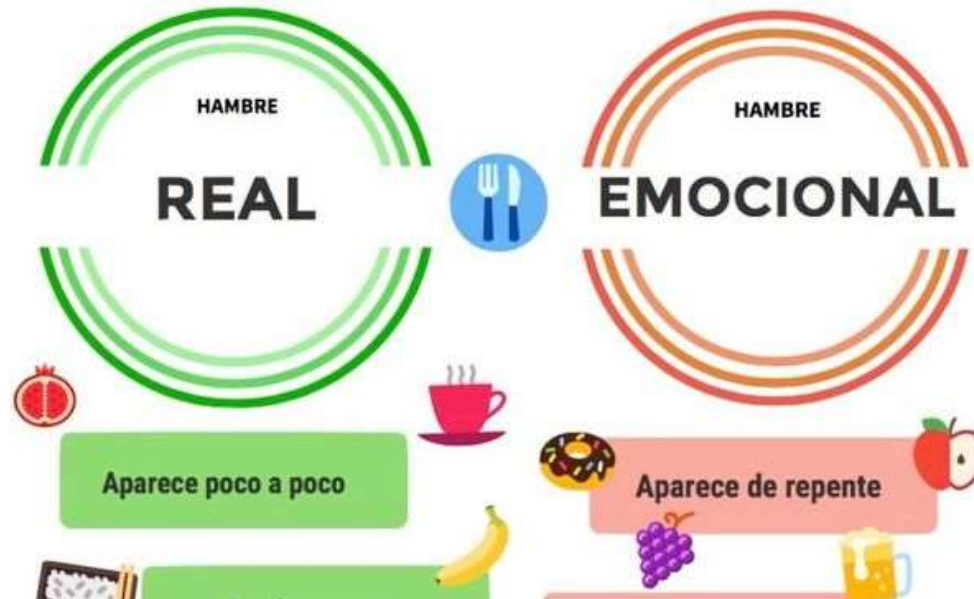 HAMBRE
REAL
HAMBRE
EMOCIONAL
Aparece poco a poco
Aparece de repente